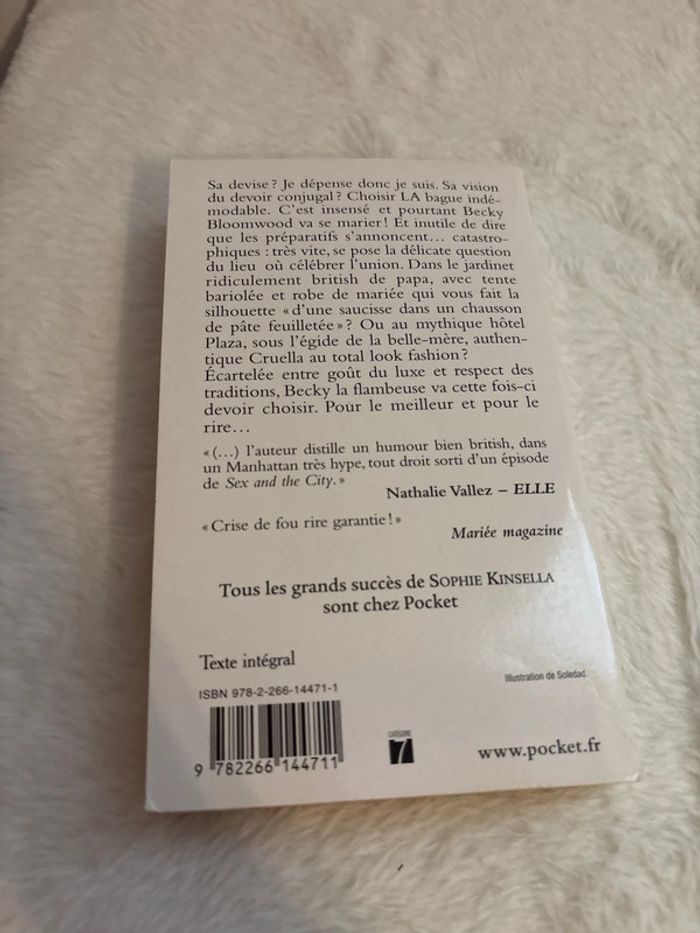 Sa devise ? Je dépense donc je suis. Sa vision
du devoir conjugal ? Choisir LA bague indé-
modable. C'est insensé et pourtant Becky
Bloomwood va se marier ! Et inutile de dire
que les préparatifs s'annoncent… catastro-
phiques : très vite, se pose la délicate question
du lieu où célébrer l'union. Dans le jardinet
ridiculement british de papa, avec tente
bariolée et robe de mariée qui vous fait la
silhouette « d'une saucisse dans un chausson
de pâte feuilletée » ? Ou au mythique hôtel
Plaza, sous l'égide de la belle-mère, authen-
tique Cruella au total look fashion ?
Écartelée entre goût du luxe et respect des
traditions, Becky la flambeuse va cette fois-ci
devoir choisir. Pour le meilleur et pour le
rire…
« (…) l'auteur distille un humour bien british, dans
un Manhattan très hype, tout droit sorti d'un épisode
de Sex and the City. »
Nathalie Vallez – ELLE
« Crise de fou rire garantie ! »
Mariée magazine
Tous les grands succès de SOPHIE KINSELLA
sont chez Pocket
Texte intégral
Illustration de Soledad.
ISBN 978-2-266-14471-1
CATÉGORIE
7
www.pocket.fr
9 782266 144711